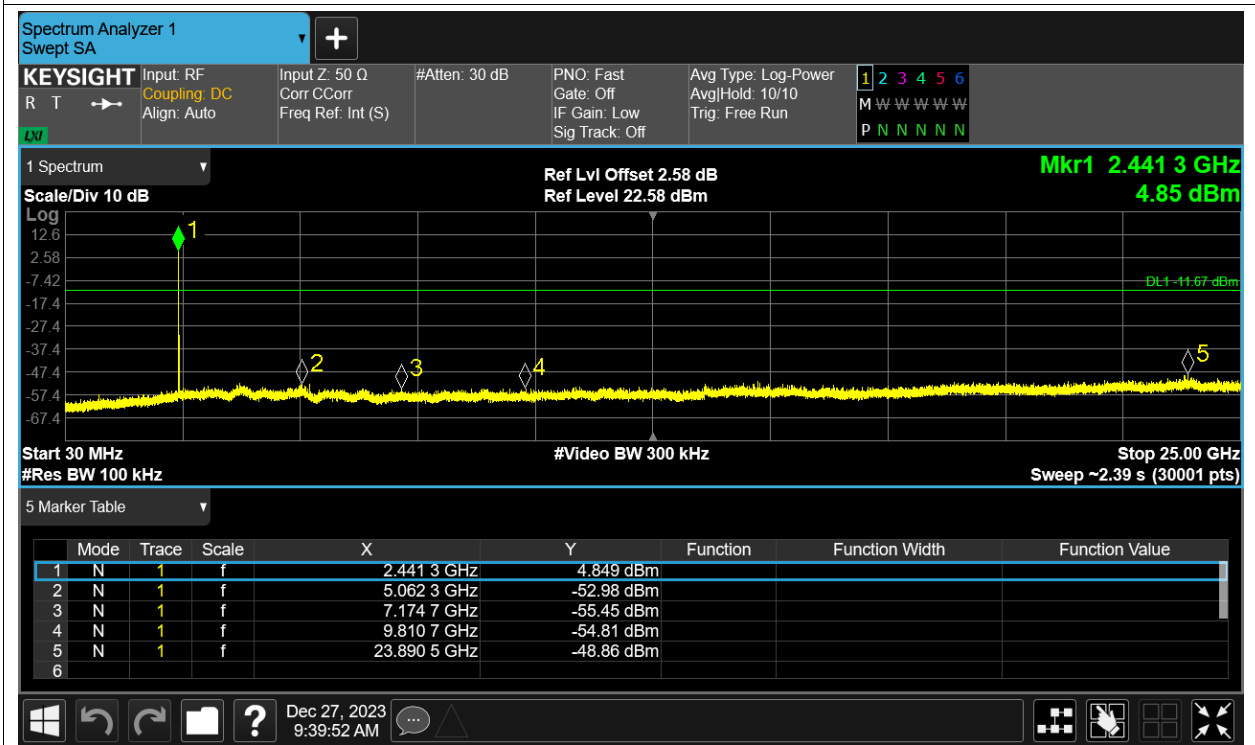 Spectrum Analyzer 1
Swept SA
+
KEYSIGHT
R T
LXI
Input: RF
Coupling: DC
Align: Auto
Input Z: 50 Ω
Corr CCorr
Freq Ref: Int (S)
#Atten: 30 dB
PNO: Fast
Gate: Off
IF Gain: Low
Sig Track: Off
Avg Type: Log-Power
Avg|Hold: 10/10
Trig: Free Run
1 2 3 4 5 6
M W W W W W
P N N N N N
1 Spectrum
Scale/Div 10 dB
Ref Lvl Offset 2.58 dB
Ref Level 22.58 dBm
Mkr1 2.441 3 GHz
4.85 dBm
Log
12.6
2.58
-7.42
-17.4
-27.4
-37.4
-47.4
-57.4
-67.4
1
2
3
4
5
DL1 -11.67 dBm
Start 30 MHz
#Video BW 300 kHz
Stop 25.00 GHz
#Res BW 100 kHz
Sweep ~2.39 s (30001 pts)
5 Marker Table
Mode Trace Scale X Y Function Function Width Function Value
1 N 1 f 2.441 3 GHz 4.849 dBm
2 N 1 f 5.062 3 GHz -52.98 dBm
3 N 1 f 7.174 7 GHz -55.45 dBm
4 N 1 f 9.810 7 GHz -54.81 dBm
5 N 1 f 23.890 5 GHz -48.86 dBm
6
?
Dec 27, 2023
9:39:52 AM